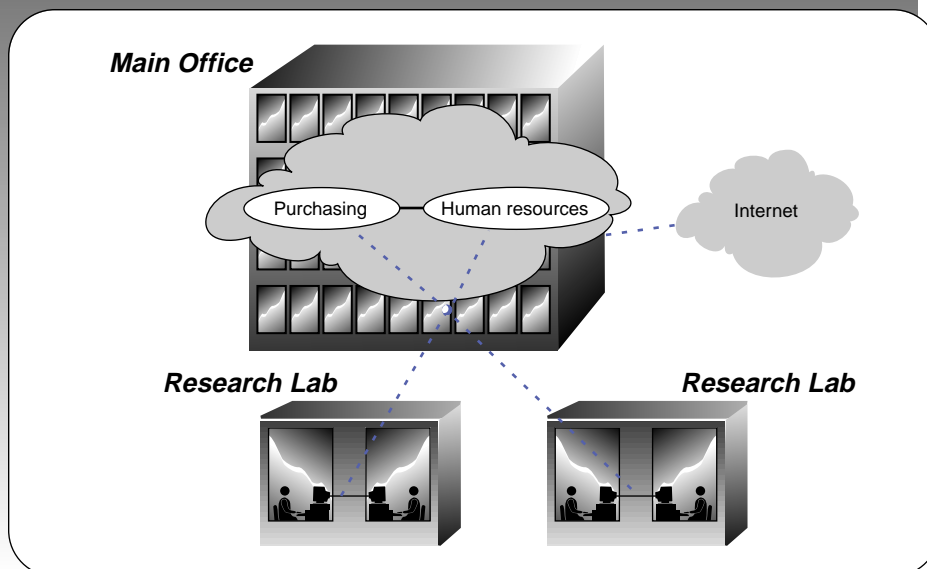 Main Office
Purchasing
Human resources
Internet
Research Lab
Research Lab